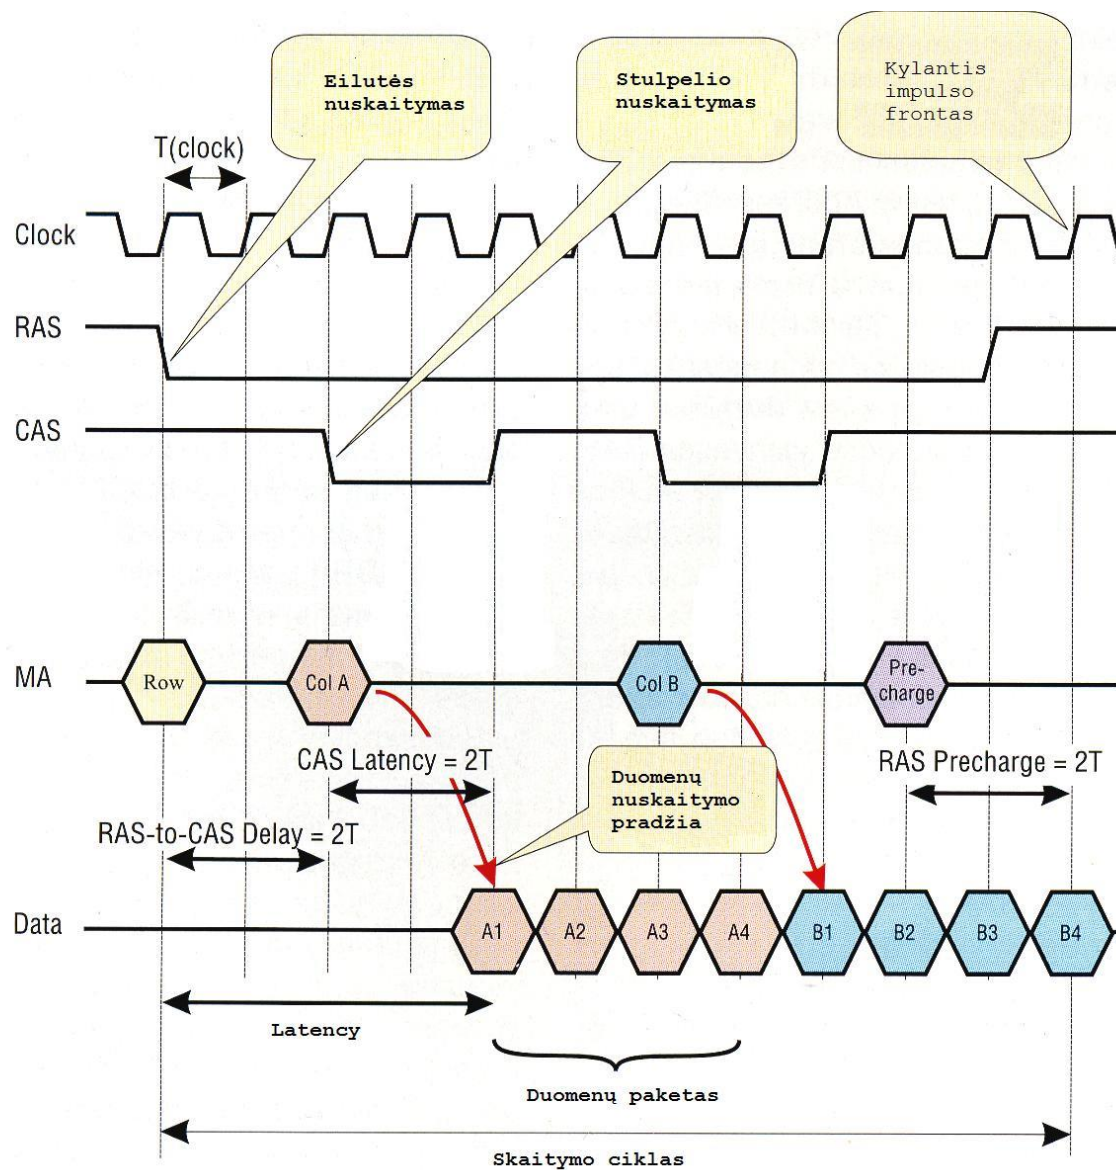 Eilutės
nuskaitymas
Stulpelio
nuskaitymas
Kylantis
impulso
frontas
T(clock)
Clock
RAS
CAS
MA
Row
Col A
Col B
Pre-
charge
CAS Latency = 2T
Duomenų
nuskaitymo
pradžia
RAS Precharge = 2T
RAS-to-CAS Delay = 2T
Data
A1
A2
A3
A4
B1
B2
B3
B4
Latency
Duomenų paketas
Skaitymo ciklas